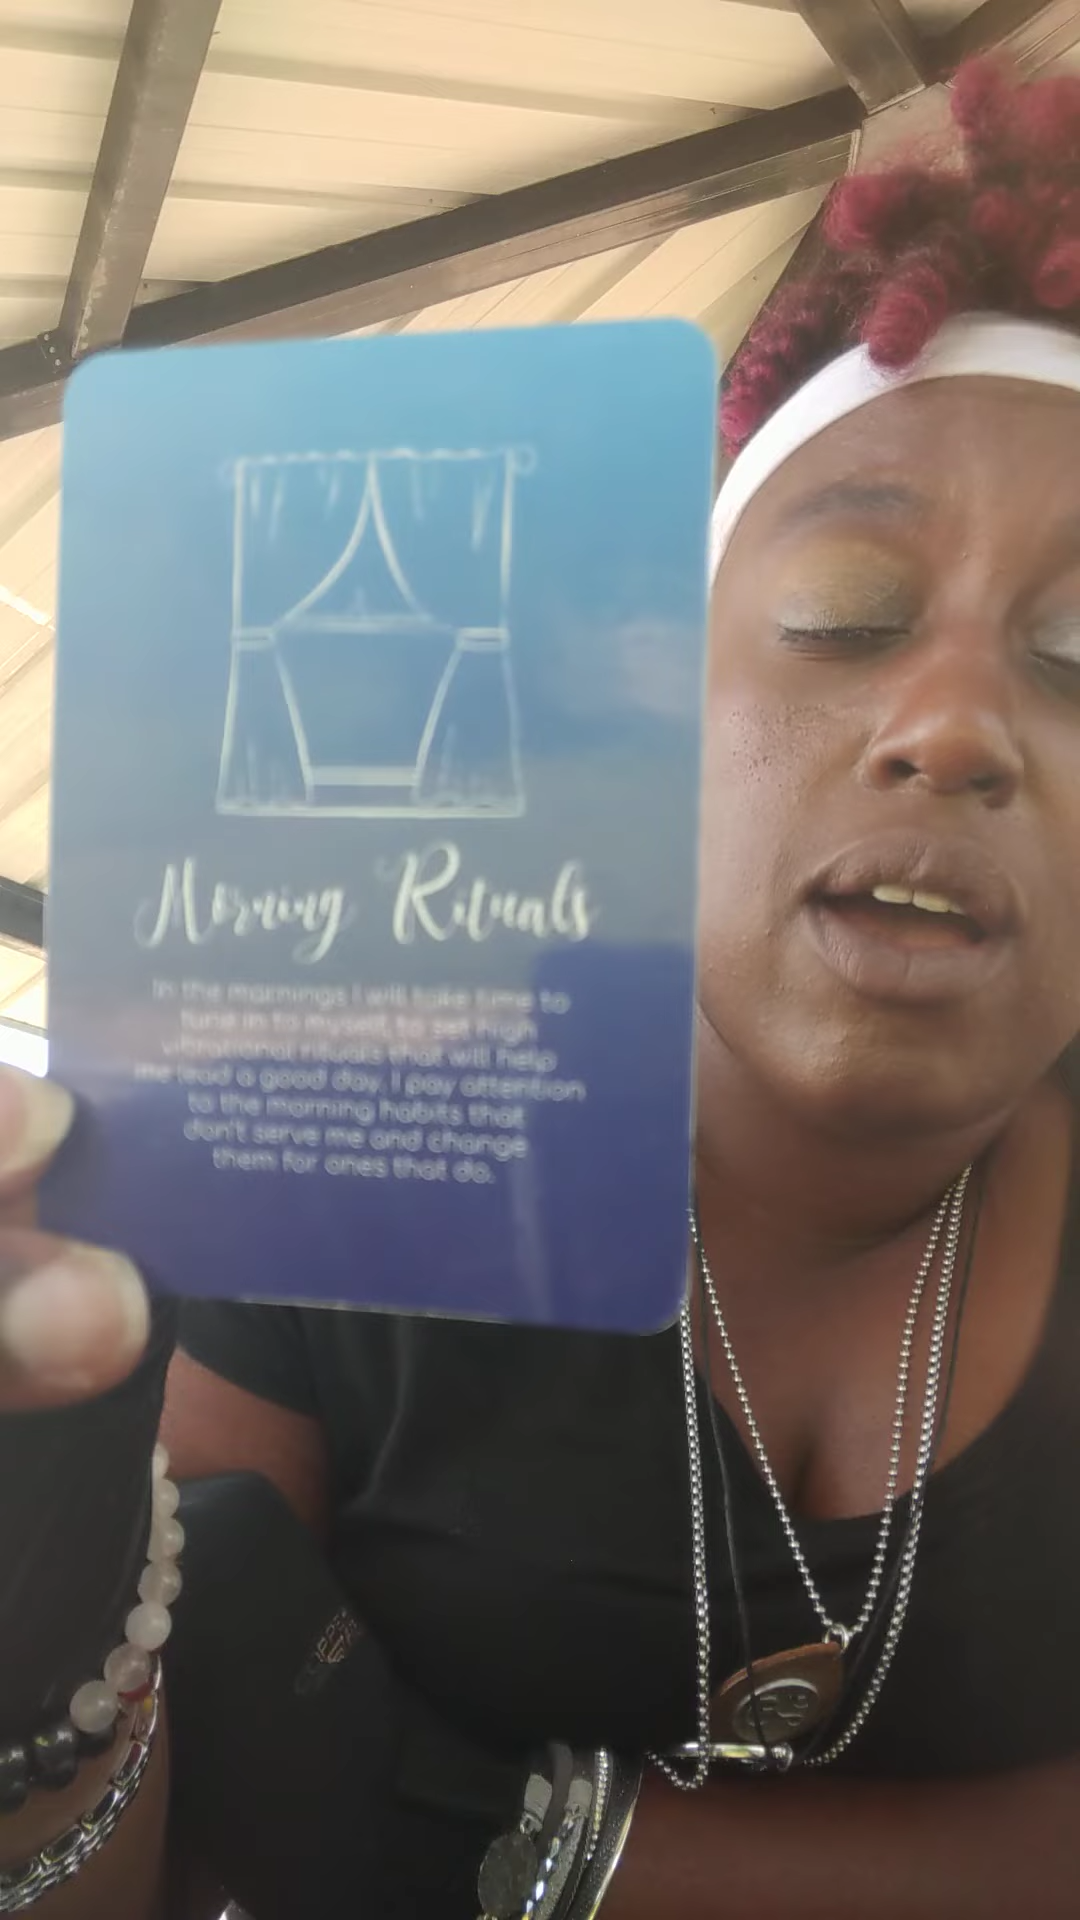 Morning Rituals
In the mornings I will take time to
tune in to myself, to set high
vibrational rituals that will help
me lead a good day. I pay attention
to the morning habits that
don't serve me and change
them for ones that do.